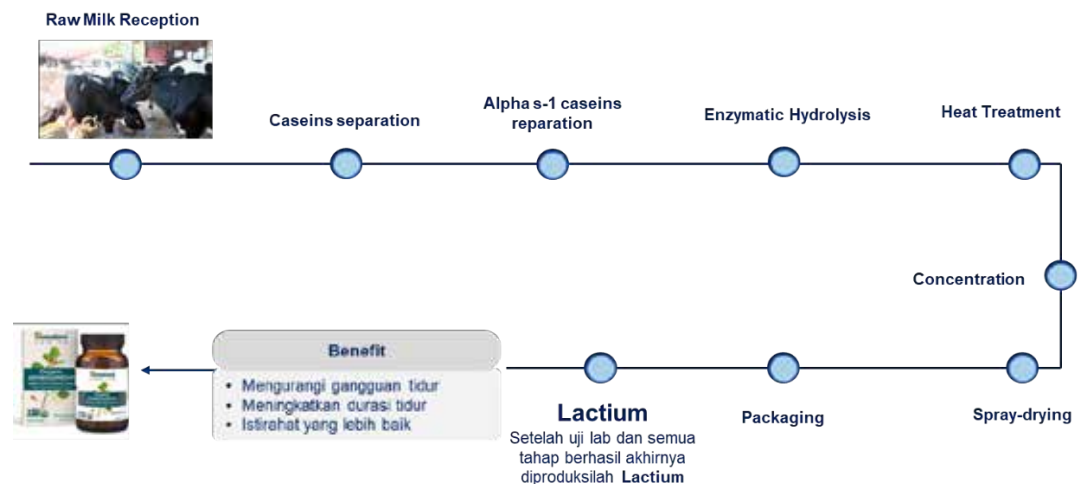 Raw Milk Reception
Caseins separation
Alpha s-1 caseins
reparation
Enzymatic Hydrolysis
Heat Treatment
Concentration
Spray-drying
Packaging
Lactium
Setelah uji lab dan semua
tahap berhasil akhirnya
diproduksilah Lactium
Benefit
• Mengurangi gangguan tidur
• Meningkatkan durasi tidur
• Istirahat yang lebih baik